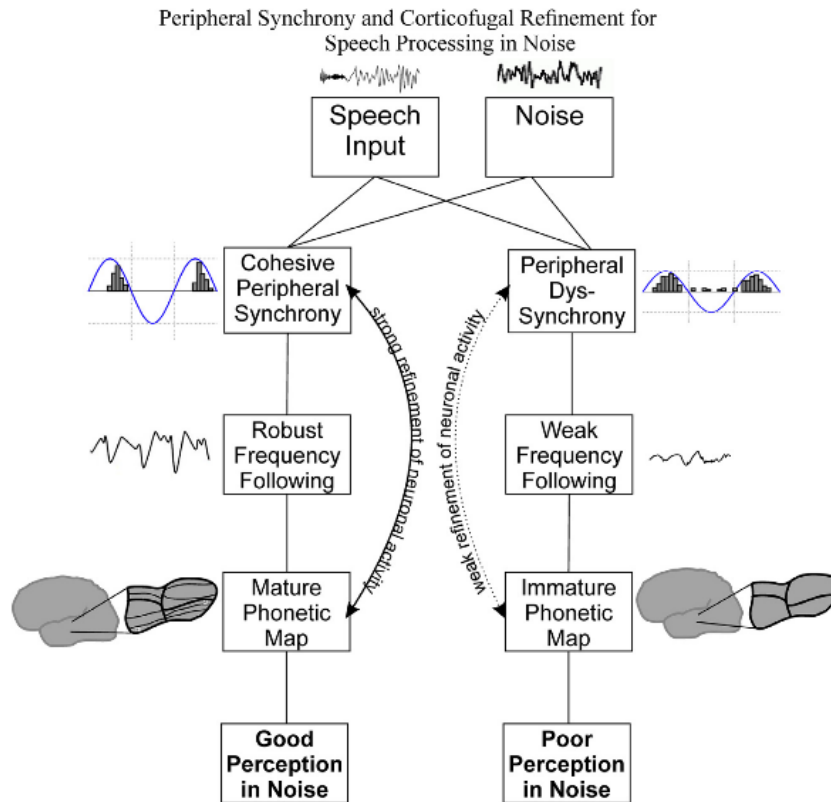 Peripheral Synchrony and Corticofugal Refinement for
Speech Processing in Noise
Speech
Input
Noise
Cohesive
Peripheral
Synchrony
Peripheral
Dys-
Synchrony
strong refinement of neuronal activity
weak refinement of neuronal activity
Robust
Frequency
Following
Weak
Frequency
Following
Mature
Phonetic
Map
Immature
Phonetic
Map
Good
Perception
in Noise
Poor
Perception
in Noise